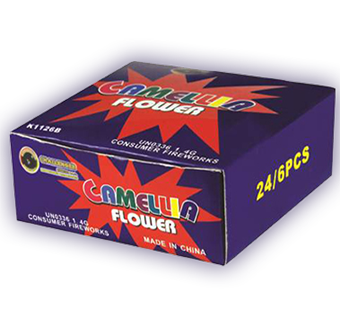 CAMELLIA
FLOWER
K1126B
UN0336 1.4G
CONSUMER FIREWORKS
CAMELLIA
FLOWER
UN0336 1.4G
CONSUMER FIREWORKS
MADE IN CHINA
24/6PCS